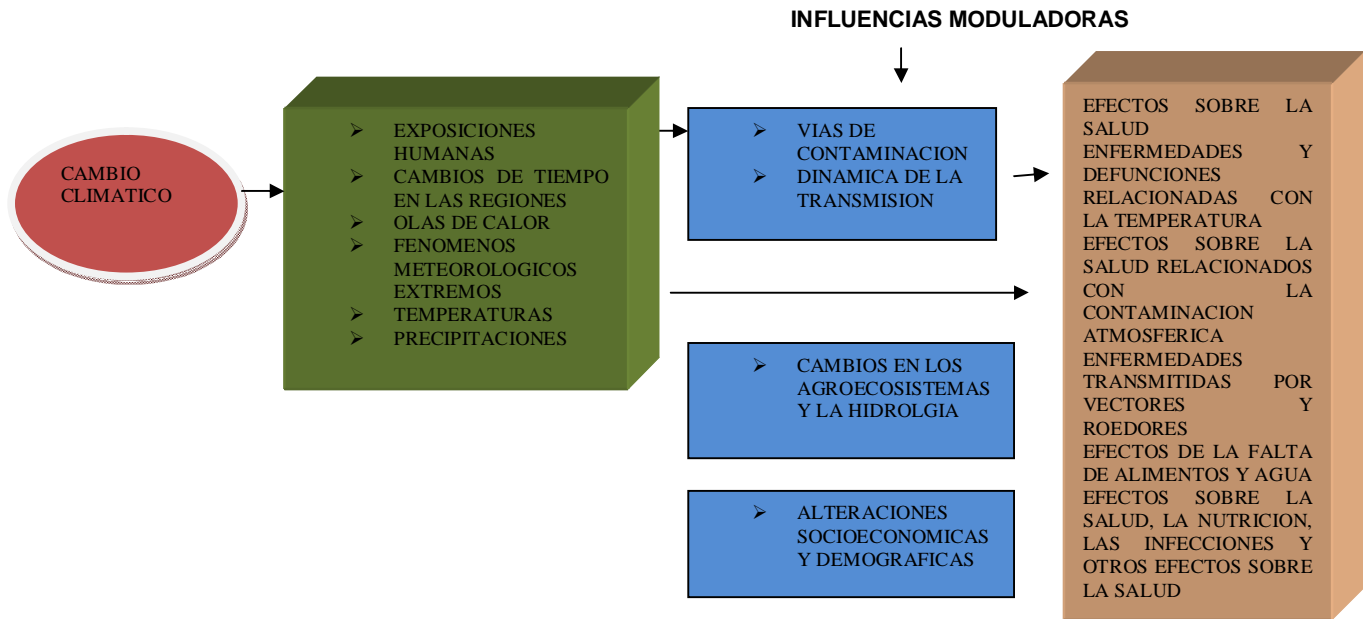 INFLUENCIAS MODULADORAS
CAMBIO
CLIMATICO
➢ EXPOSICIONES
HUMANAS
➢ CAMBIOS DE TIEMPO
EN LAS REGIONES
➢ OLAS DE CALOR
➢ FENOMENOS
METEOROLOGICOS
EXTREMOS
➢ TEMPERATURAS
➢ PRECIPITACIONES
➢ VIAS DE
CONTAMINACION
➢ DINAMICA DE LA
TRANSMISION
➢ CAMBIOS EN LOS
AGROECOSISTEMAS
Y LA HIDROLGIA
➢ ALTERACIONES
SOCIOECONOMICAS
Y DEMOGRAFICAS
EFECTOS SOBRE LA
SALUD
ENFERMEDADES Y
DEFUNCIONES
RELACIONADAS CON
LA TEMPERATURA
EFECTOS SOBRE LA
SALUD RELACIONADOS
CON LA
CONTAMINACION
ATMOSFERICA
ENFERMEDADES
TRANSMITIDAS POR
VECTORES Y
ROEDORES
EFECTOS DE LA FALTA
DE ALIMENTOS Y AGUA
EFECTOS SOBRE LA
SALUD, LA NUTRICION,
LAS INFECCIONES Y
OTROS EFECTOS SOBRE
LA SALUD